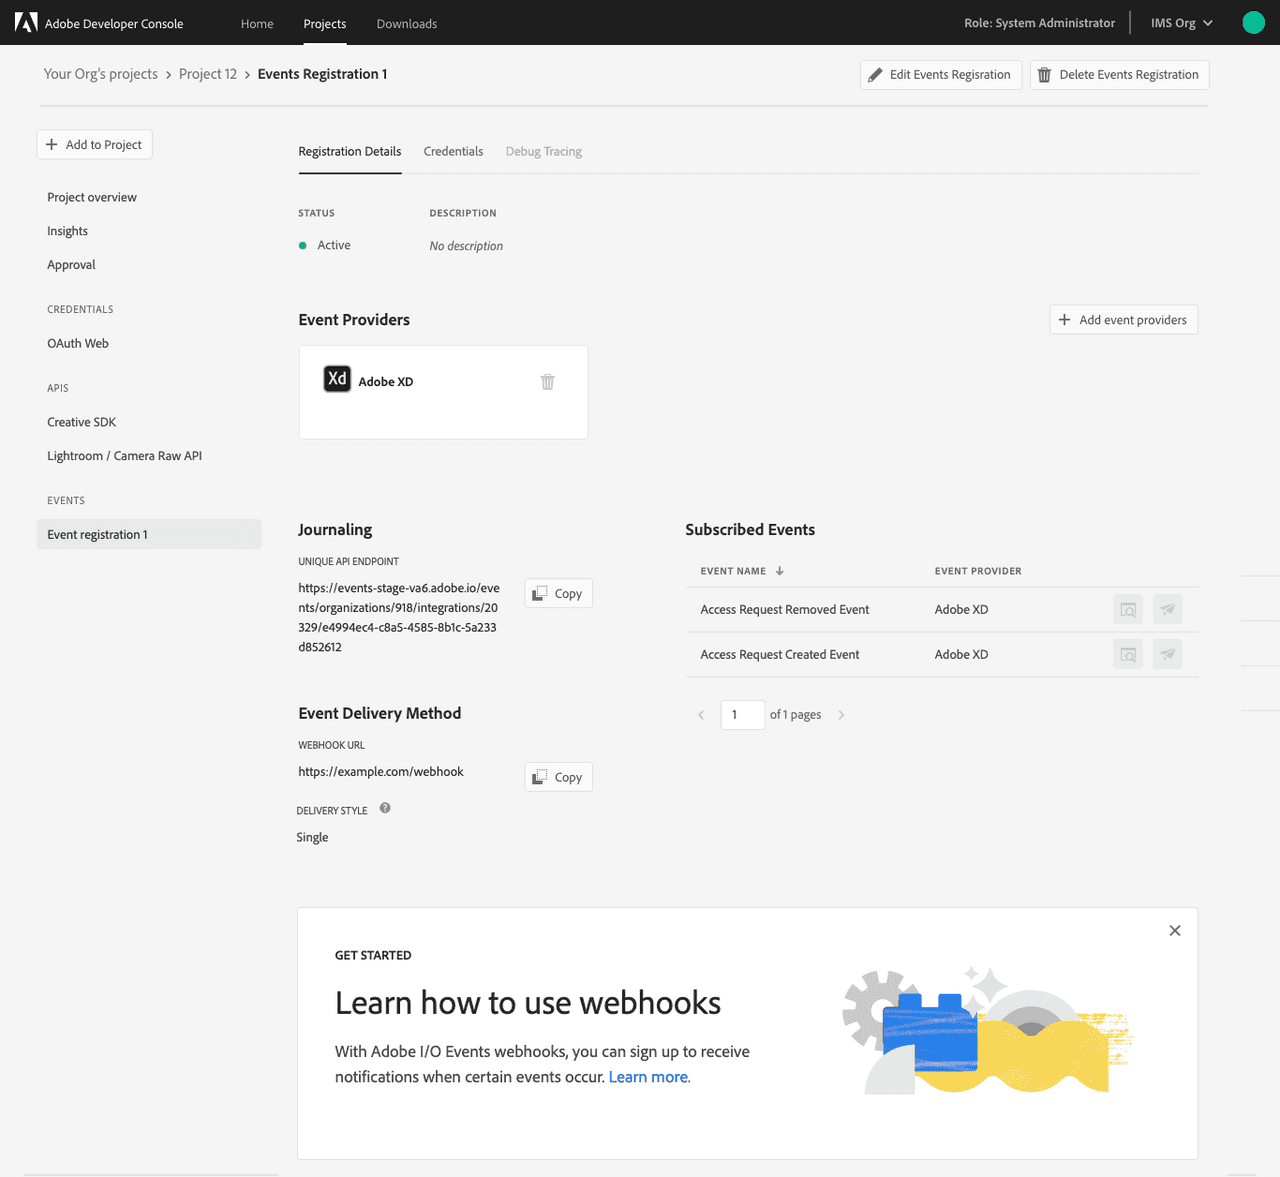 Adobe Developer Console
Home
Projects
Downloads
Role: System Administrator
IMS Org
Your Org's projects > Project 12 > Events Registration 1
Edit Events Regisration
Delete Events Registration
Add to Project
Project overview
Insights
Approval
CREDENTIALS
OAuth Web
APIS
Creative SDK
Lightroom / Camera Raw API
EVENTS
Event registration 1
Registration Details
Credentials
Debug Tracing
STATUS
DESCRIPTION
Active
No description
Event Providers
Add event providers
Xd
Adobe XD
Journaling
UNIQUE API ENDPOINT
https://events-stage-va6.adobe.io/eve
nts/organizations/918/integrations/20
329/e4994ec4-c8a5-4585-8b1c-5a233
d852612
Copy
Event Delivery Method
WEBHOOK URL
https://example.com/webhook
Copy
DELIVERY STYLE ?
Single
Subscribed Events
EVENT NAME
EVENT PROVIDER
Access Request Removed Event
Adobe XD
Access Request Created Event
Adobe XD
1 of 1 pages
GET STARTED
Learn how to use webhooks
With Adobe I/O Events webhooks, you can sign up to receive
notifications when certain events occur. Learn more.